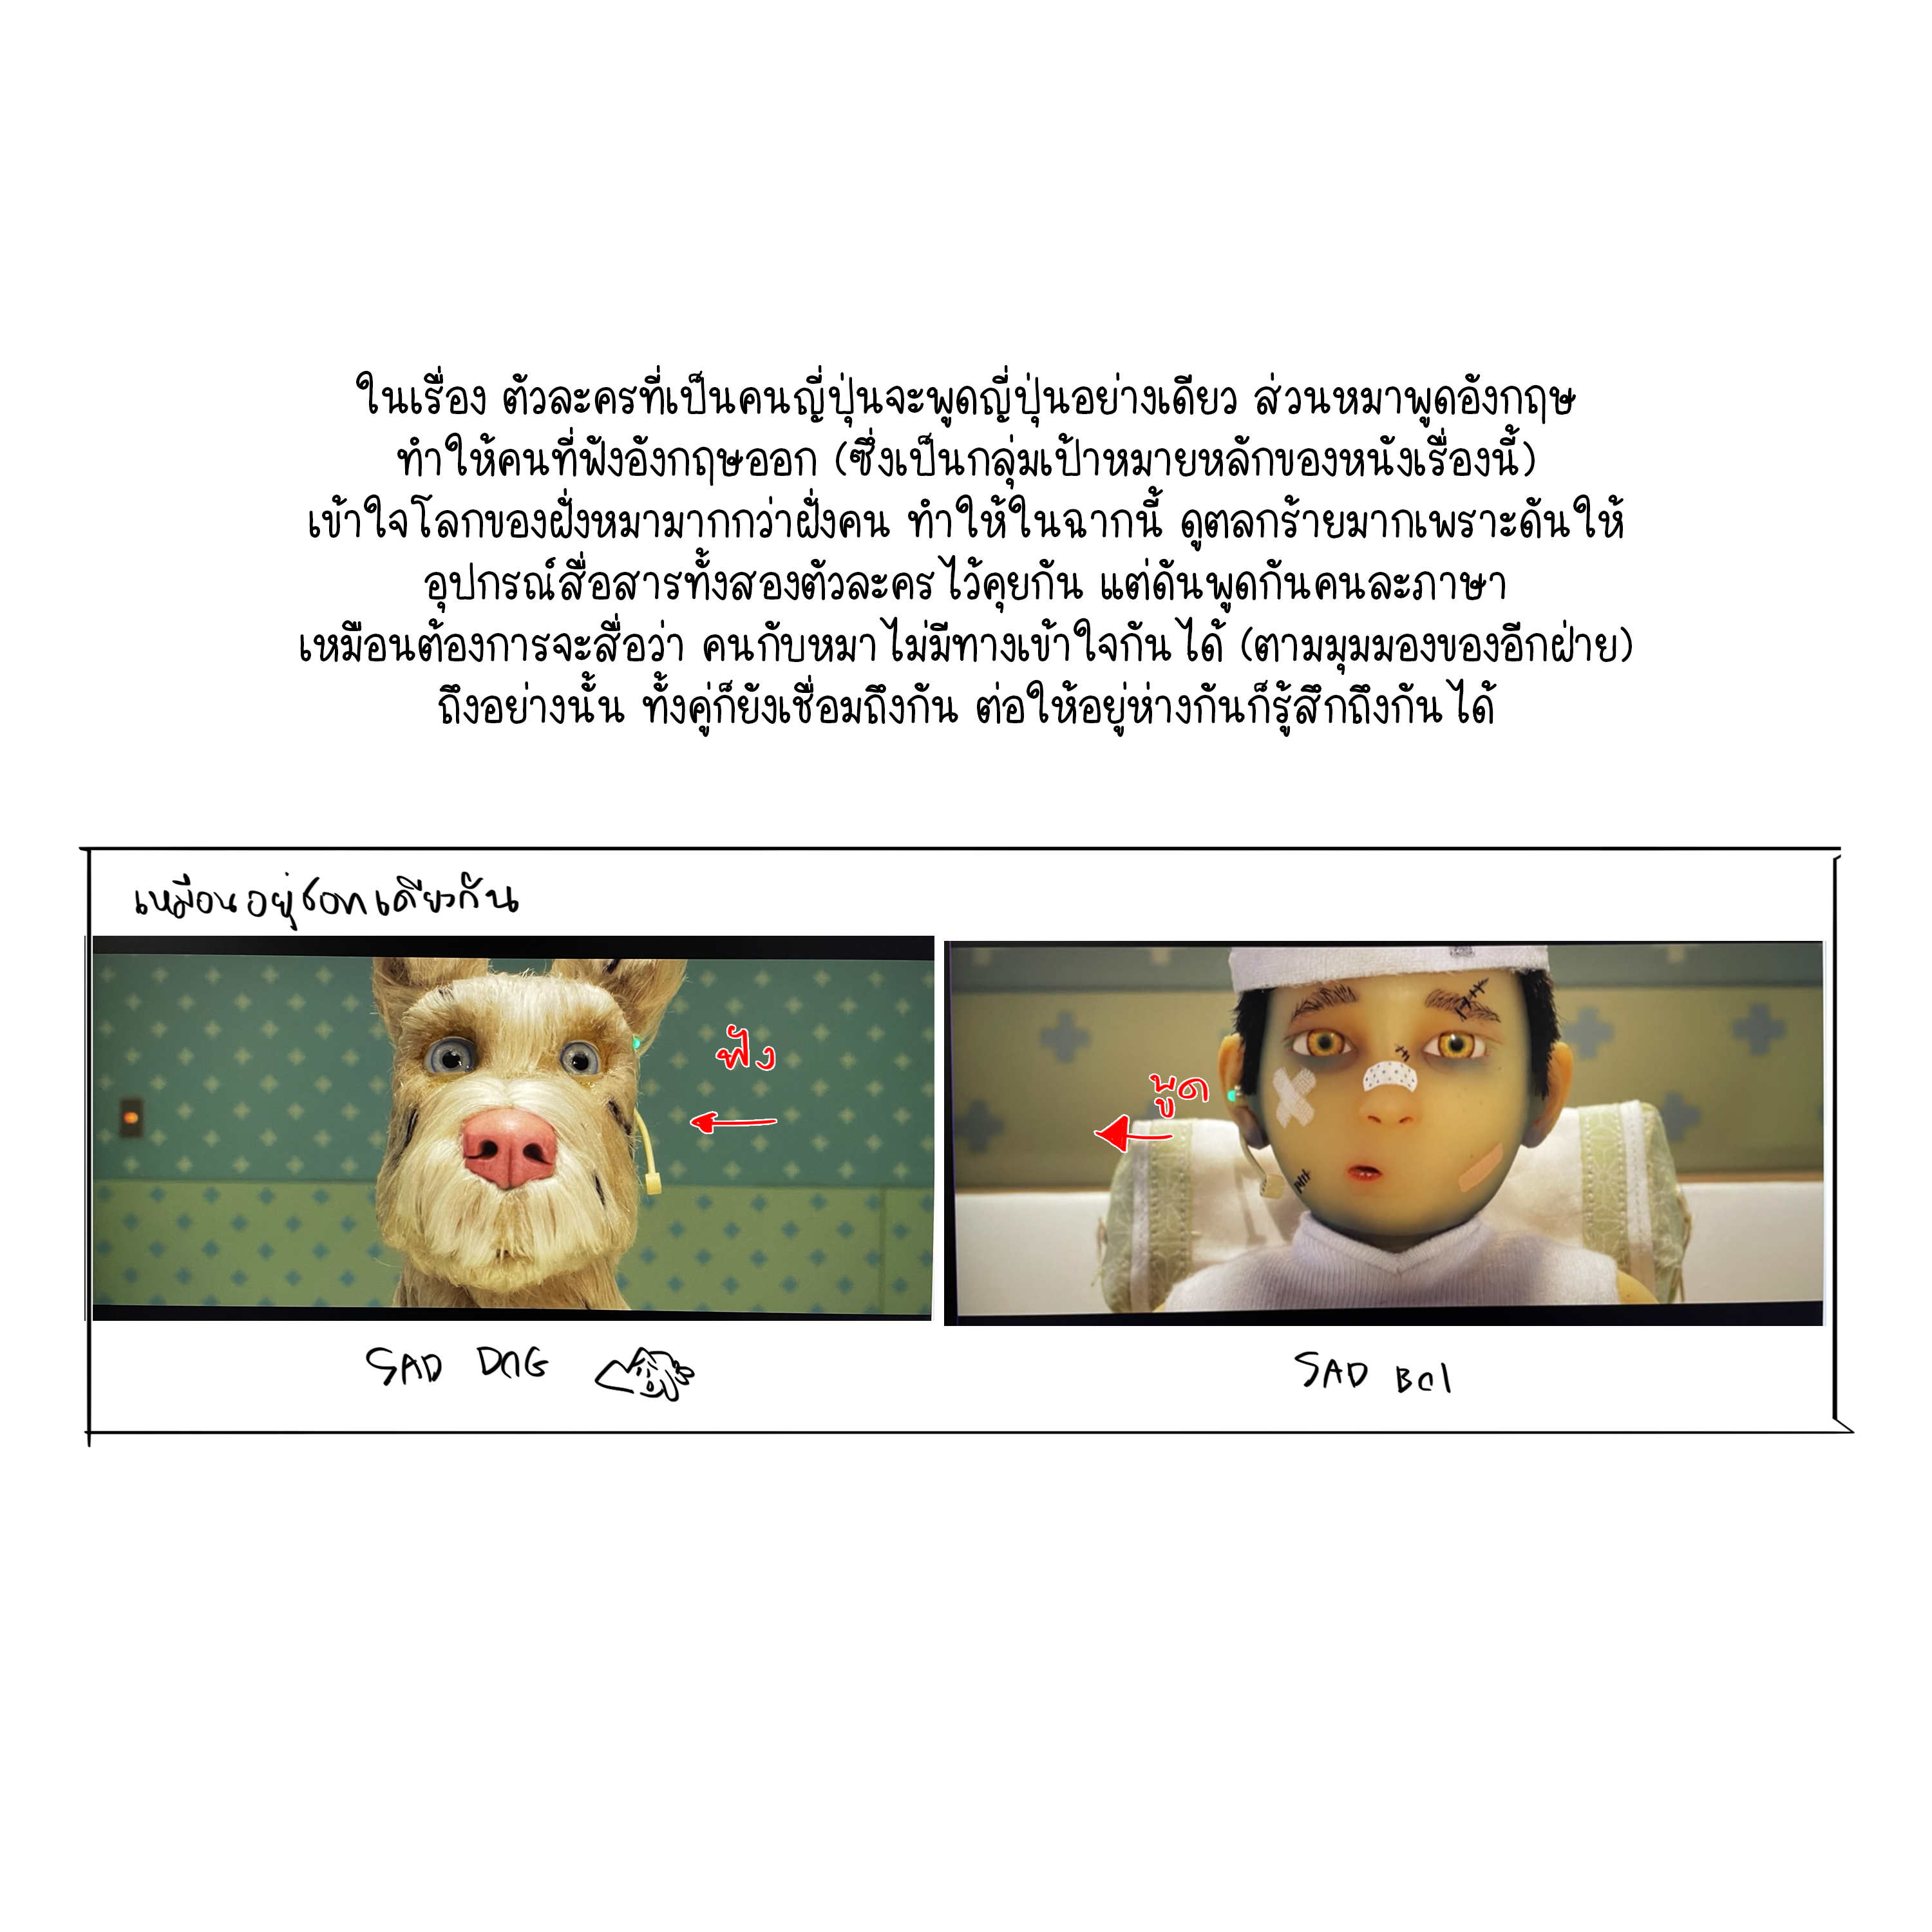 ในเรื่อง ตัวละครที่เป็นคนญี่ปุ่นจะพูดญี่ปุ่นอย่างเดียว ส่วนหมาพูดอังกฤษ
ทำให้คนที่ฟังอังกฤษออก (ซึ่งเป็นกลุ่มเป้าหมายหลักของหนังเรื่องนี้)
เข้าใจโลกของฝั่งหมามากกว่าฝั่งคน ทำให้ในฉากนี้ ดูตลกร้ายมากเพราะดันให้
อุปกรณ์สื่อสารทั้งสองตัวละครไว้คุยกัน แต่ดันพูดกันคนละภาษา
เหมือนต้องการจะสื่อว่า คนกับหมาไม่มีทางเข้าใจกันได้ (ตามมุมมองของอีกฝ่าย)
ถึงอย่างนั้น ทั้งคู่ก็ยังเชื่อมถึงกัน ต่อให้อยู่ห่างกันก็รู้สึกถึงกันได้
เหมือนอยู่ชอทเดียวกัน
ฟัง
พูด
SAD DOG
SAD BOI